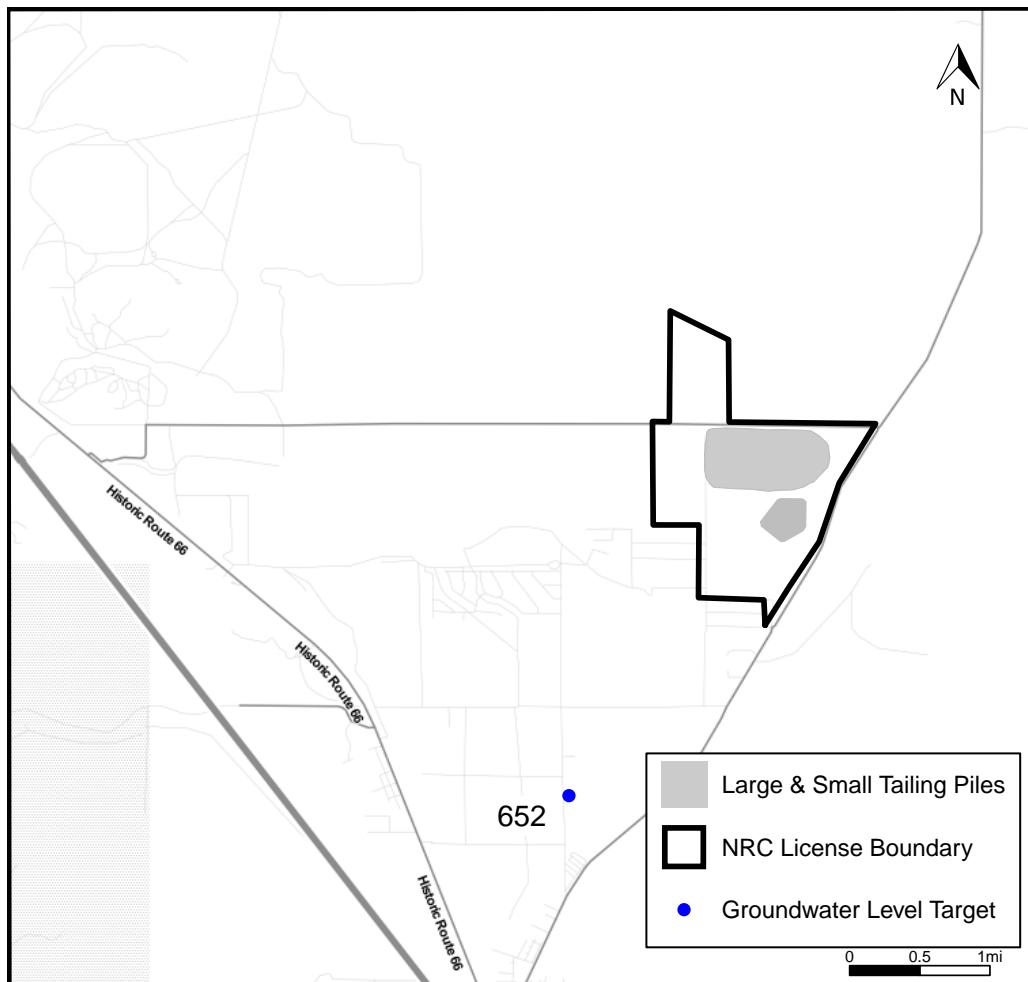 N
Historic Route 66
Historic Route 66
652
Historic Route 66
Large & Small Tailing Piles
NRC License Boundary
Groundwater Level Target
0 0.5 1mi